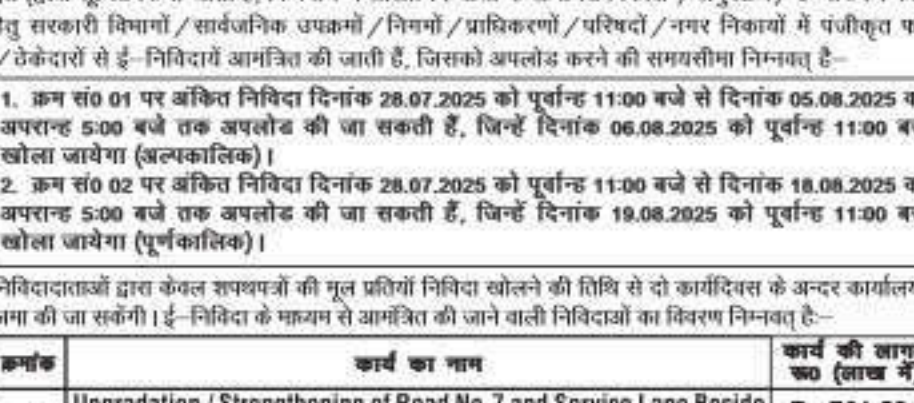 हेतु सरकारी विभागों / सार्वजनिक उपक्रमों / निगमों / प्राधिकरणों / परिषदों / नगर निकायों में पंजीकृत
/ ठेकेदारों से ई–निविदायें आमंत्रित की जाती हैं, जिसको अपलोड करने की समयसीमा निम्नवत् है:–
1. क्रम सं0 01 पर अंकित निविदा दिनांक 28.07.2025 को पूर्वान्ह 11:00 बजे से दिनांक 05.08.2025
अपरान्ह 5:00 बजे तक अपलोड की जा सकती हैं, जिन्हें दिनांक 06.08.2025 को पूर्वान्ह 11:00
खोला जायेगा (अल्पकालिक)।
2. क्रम सं0 02 पर अंकित निविदा दिनांक 28.07.2025 को पूर्वान्ह 11:00 बजे से दिनांक 18.08.2025
अपरान्ह 5:00 बजे तक अपलोड की जा सकती हैं, जिन्हें दिनांक 19.08.2025 को पूर्वान्ह 11:00
खोला जायेगा (पूर्णकालिक)।
निविदादाताओं द्वारा केवल शपथपत्रों की मूल प्रतियाँ निविदा खोलने की तिथि से दो कार्यदिवस के अन्दर कार्यालय
जमा की जा सकेंगी। ई–निविदा के माध्यम से आमंत्रित की जाने वाली निविदाओं का विवरण निम्नवत् है:–
क्रमांक
कार्य का नाम
कार्य की लाग
रू0 (लाख में
Upgradation / Strengthening of Road No. 7 and Service Lane Beside